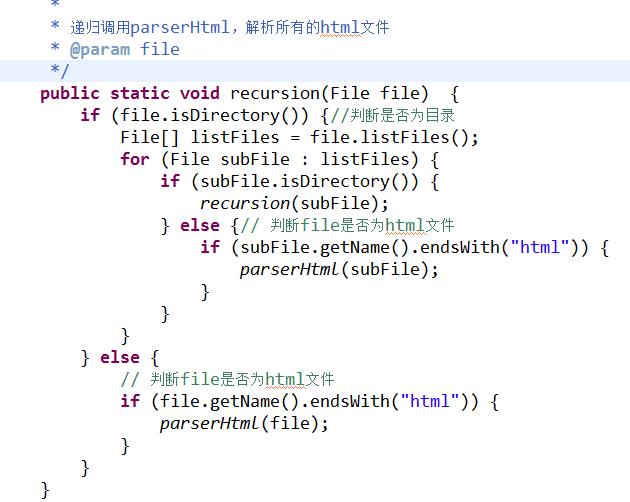 *
* 递归调用parserHtml，解析所有的html文件
* @param file
*/
public static void recursion(File file)  {
if (file.isDirectory()) {//判断是否为目录
File[] listFiles = file.listFiles();
for (File subFile : listFiles) {
if (subFile.isDirectory()) {
recursion(subFile);
} else {// 判断file是否为html文件
if (subFile.getName().endsWith("html")) {
parserHtml(subFile);
}
}
}
} else {
// 判断file是否为html文件
if (file.getName().endsWith("html")) {
parserHtml(file);
}
}
}